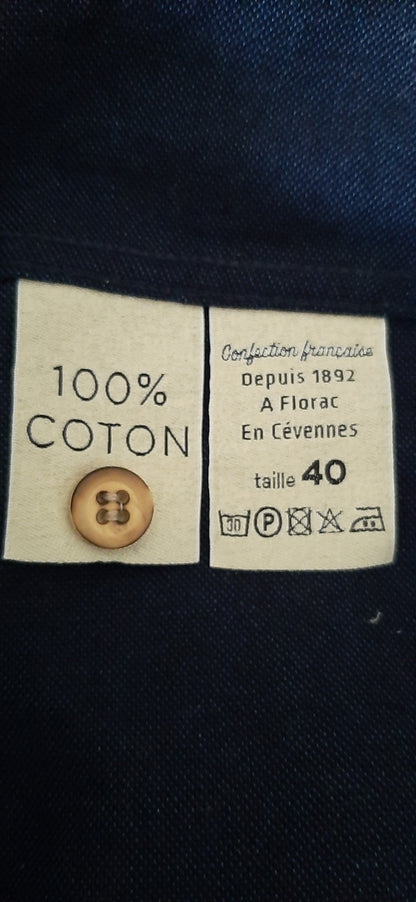 100%
COTON
Confection française
Depuis 1892
A Florac
En Cévennes
taille 40
30 P